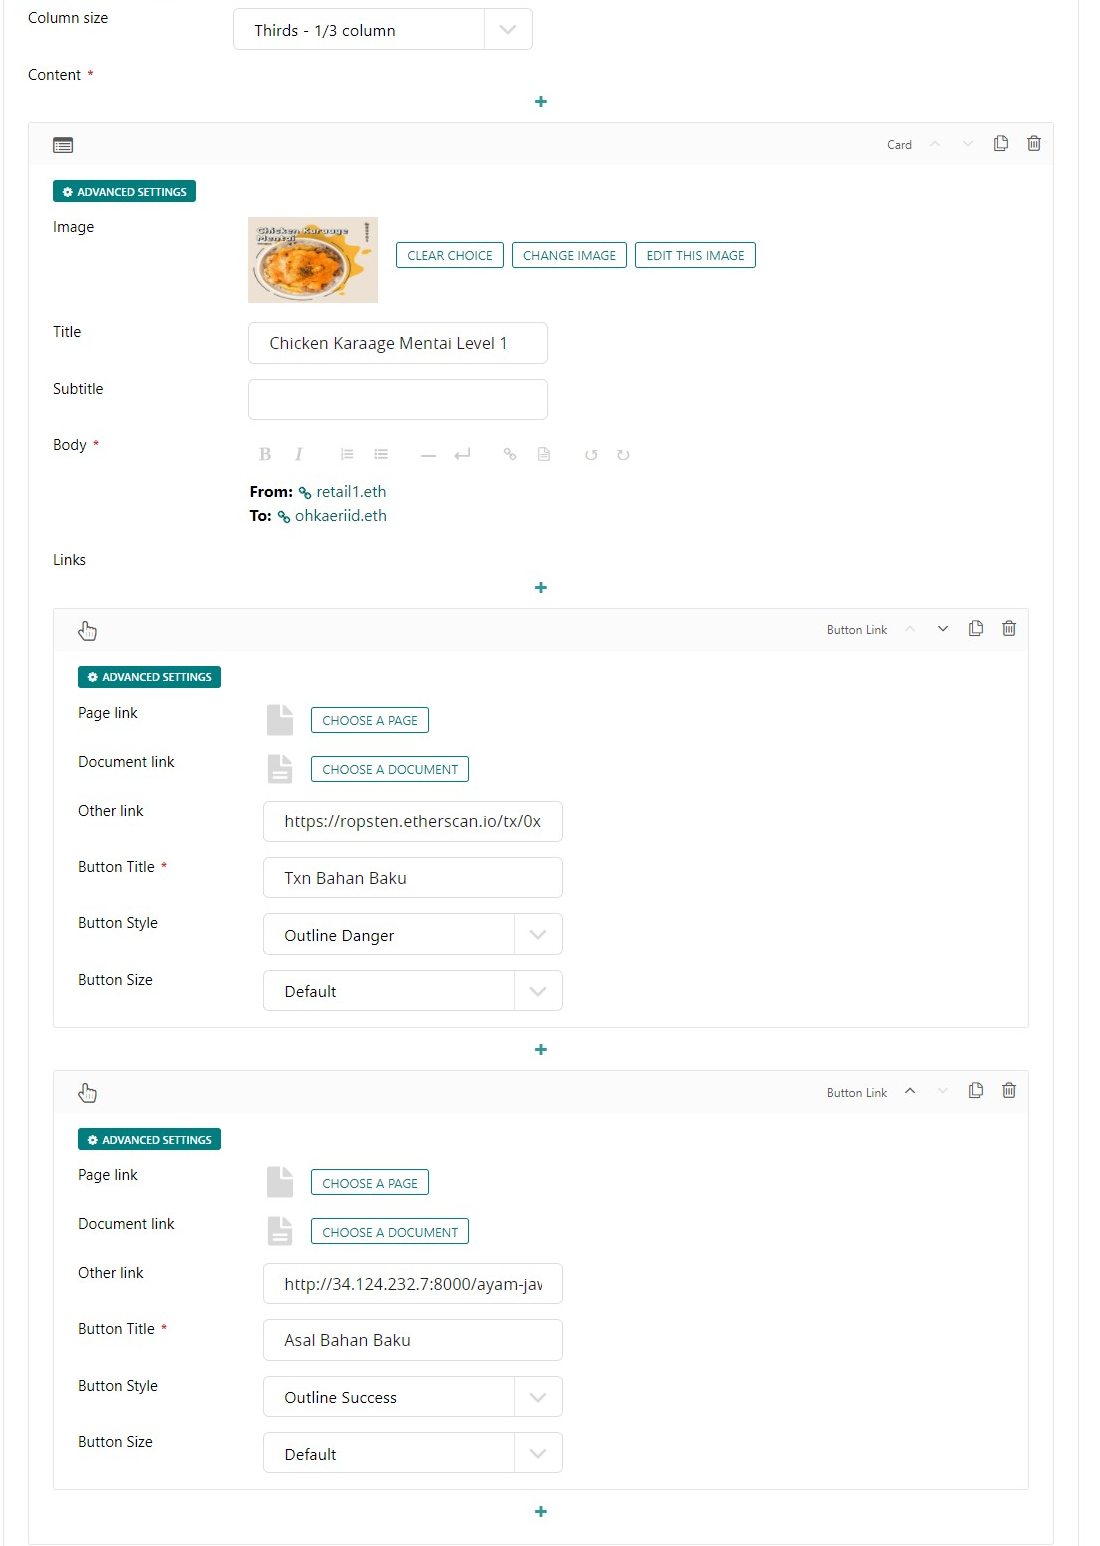 Column size
Thirds - 1/3 column
Content *
+
Card
ADVANCED SETTINGS
Image
Chicken Karaage
Mentai
CLEAR CHOICE CHANGE IMAGE EDIT THIS IMAGE
Title
Chicken Karaage Mentai Level 1
Subtitle
Body *
B I
From: retail1.eth
To: ohkaeriid.eth
Links
+
Button Link
ADVANCED SETTINGS
Page link
CHOOSE A PAGE
Document link
CHOOSE A DOCUMENT
Other link
https://ropsten.etherscan.io/tx/0x
Button Title *
Txn Bahan Baku
Button Style
Outline Danger
Button Size
Default
+
Button Link
ADVANCED SETTINGS
Page link
CHOOSE A PAGE
Document link
CHOOSE A DOCUMENT
Other link
http://34.124.232.7:8000/ayam-jav
Button Title *
Asal Bahan Baku
Button Style
Outline Success
Button Size
Default
+